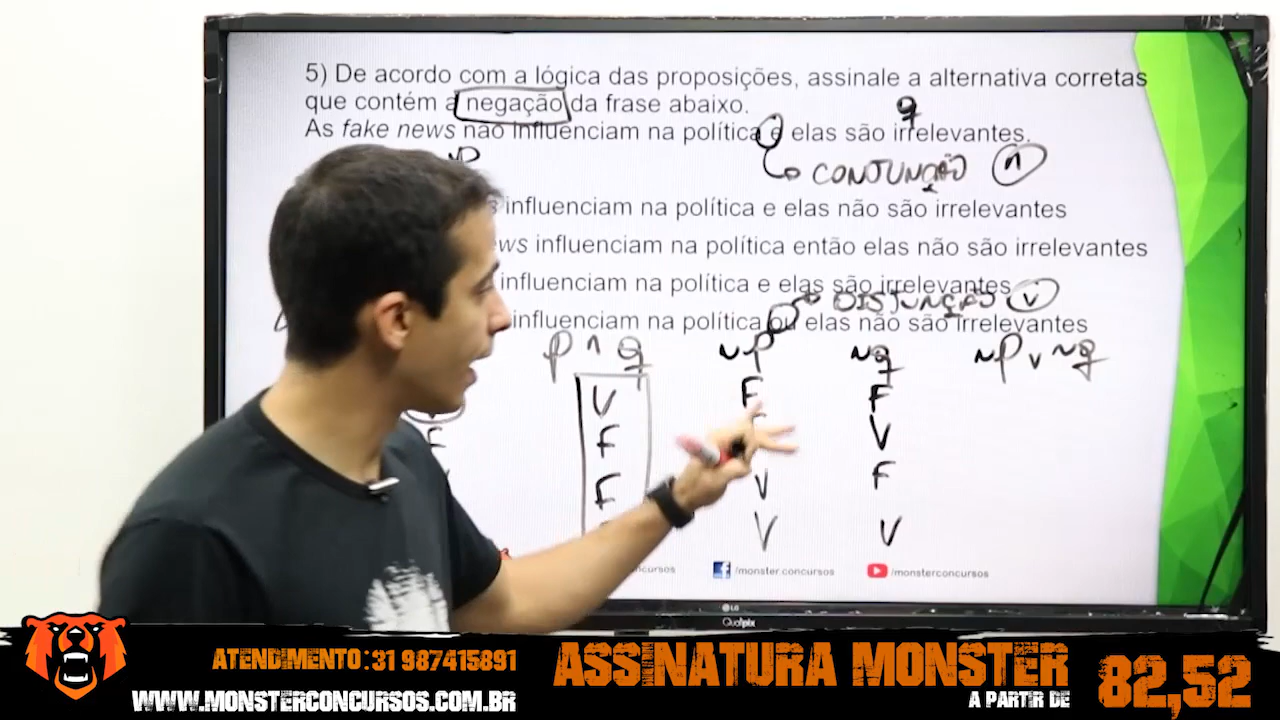 5) De acordo com a lógica das proposições, assinale a alternativa corretas
que contém a negação da frase abaixo.
q
As fake news não influenciam na política e elas são irrelevantes.
p
CONJUNÇÃO ∧
influenciam na política e elas não são irrelevantes
ws influenciam na política então elas não são irrelevantes
influenciam na política e elas são irrelevantes
DISJUNÇÃO ∨
influenciam na política ou elas não são irrelevantes
p ∧ q ~p ~q ~p ∨ ~q
V F F
F V
F V F
V V
/monster.concursos /monsterconcursos
LG
Qualipix
ATENDIMENTO: 31 987415891
WWW.MONSTERCONCURSOS.COM.BR
ASSINATURA MONSTER
A PARTIR DE
82,52